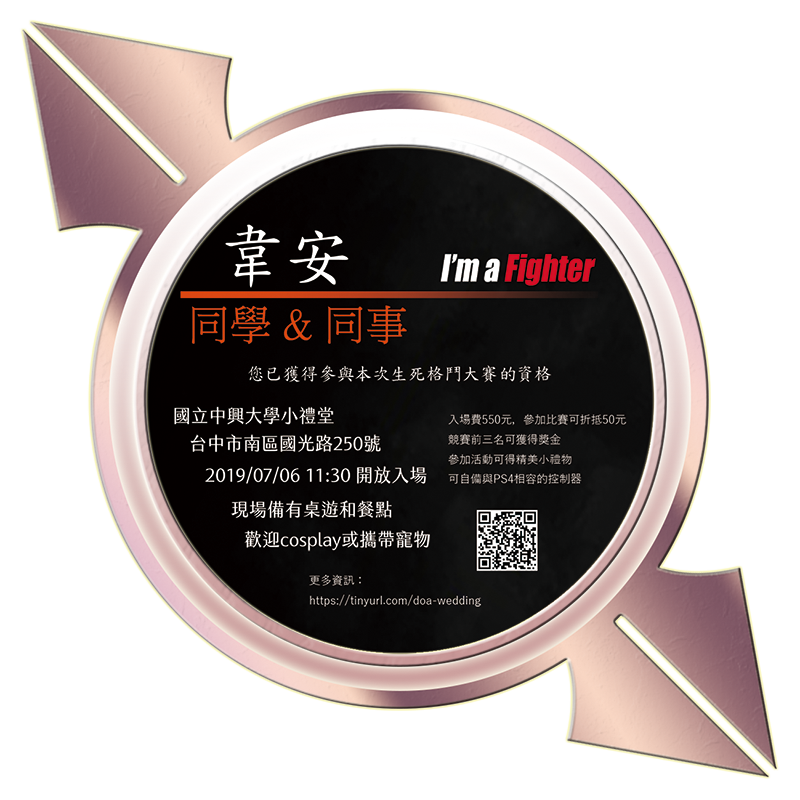 韋安
I'm a Fighter
同學 & 同事
您已獲得參與本次生死格鬥大賽的資格
國立中興大學小禮堂
台中市南區國光路250號
2019/07/06 11:30 開放入場
現場備有桌遊和餐點
歡迎cosplay或攜帶寵物
入場費550元，參加比賽可折抵50元
競賽前三名可獲得獎金
參加活動可得精美小禮物
可自備與PS4相容的控制器
更多資訊：
https://tinyurl.com/doa-wedding